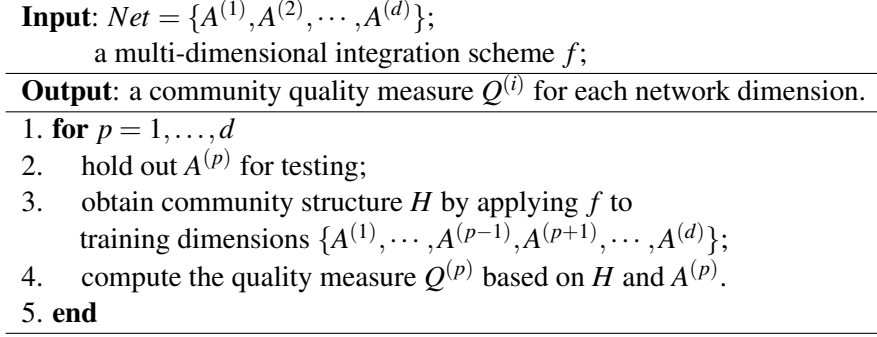 Input: Net = {A^(1), A^(2), ⋯, A^(d)};
a multi-dimensional integration scheme f;
Output: a community quality measure Q^(i) for each network dimension.
1. for p = 1,...,d
2. hold out A^(p) for testing;
3. obtain community structure H by applying f to
training dimensions {A^(1), ⋯, A^(p−1), A^(p+1), ⋯, A^(d)};
4. compute the quality measure Q^(p) based on H and A^(p).
5. end